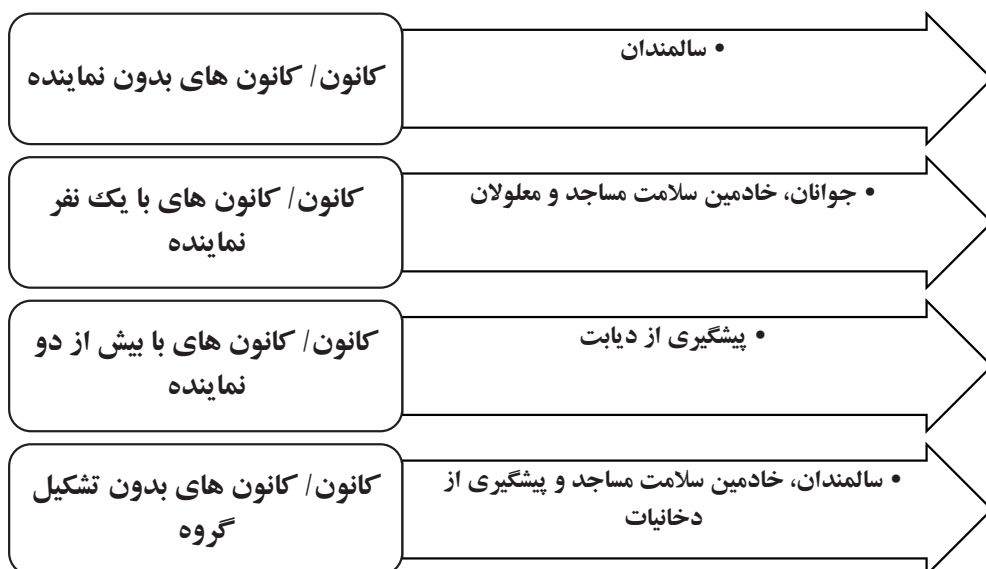 کانون/ کانون های بدون نماینده
• سالمندان
کانون/ کانون های با یک نفر
نماینده
• جوانان، خادمین سلامت مساجد و معلولان
کانون/ کانون های با بیش از دو
نماینده
• پیشگیری از دیابت
کانون/ کانون های بدون تشکیل
گروه
• سالمندان، خادمین سلامت مساجد و پیشگیری از
دخانیات